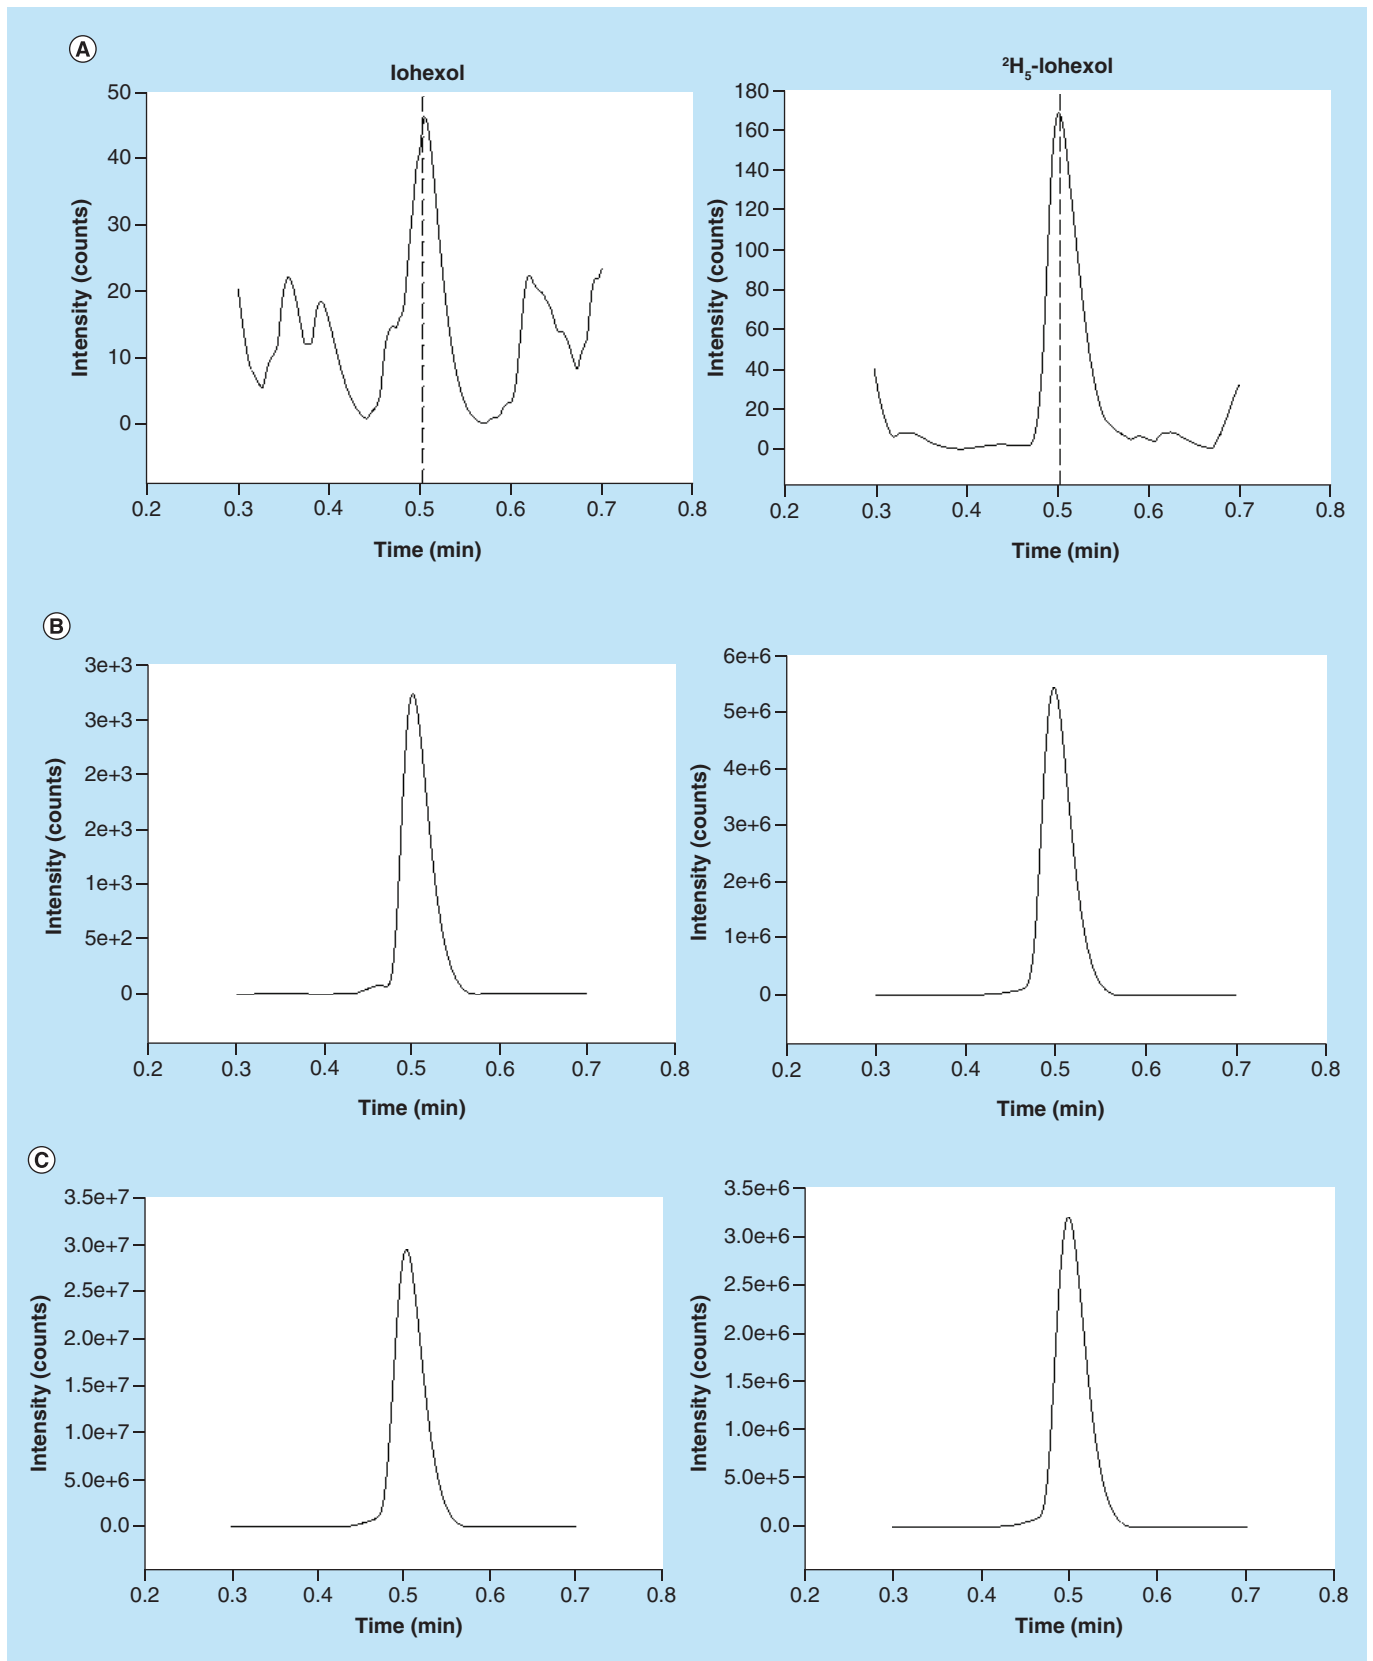 A
Iohexol
50
40
30
20
10
0
Intensity (counts)
0.2 0.3 0.4 0.5 0.6 0.7 0.8
Time (min)
²H₅-Iohexol
180
160
140
120
100
80
60
40
20
0
Intensity (counts)
0.2 0.3 0.4 0.5 0.6 0.7 0.8
Time (min)
B
3e+3
3e+3
2e+3
2e+3
1e+3
5e+2
0
Intensity (counts)
0.2 0.3 0.4 0.5 0.6 0.7 0.8
Time (min)
6e+6
5e+6
4e+6
3e+6
2e+6
1e+6
0
Intensity (counts)
0.2 0.3 0.4 0.5 0.6 0.7 0.8
Time (min)
C
3.5e+7
3.0e+7
2.5e+7
2.0e+7
1.5e+7
1.0e+7
5.0e+6
0.0
Intensity (counts)
0.2 0.3 0.4 0.5 0.6 0.7 0.8
Time (min)
3.5e+6
3.0e+6
2.5e+6
2.0e+6
1.5e+6
1.0e+6
5.0e+5
0.0
Intensity (counts)
0.2 0.3 0.4 0.5 0.6 0.7 0.8
Time (min)